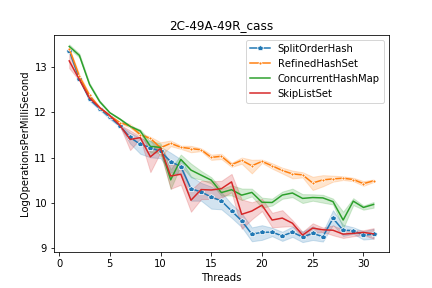 2C-49A-49R_cass
SplitOrderHash
RefinedHashSet
ConcurrentHashMap
SkipListSet
LogOperationsPerMilliSecond
13
12
11
10
9
0 5 10 15 20 25 30
Threads